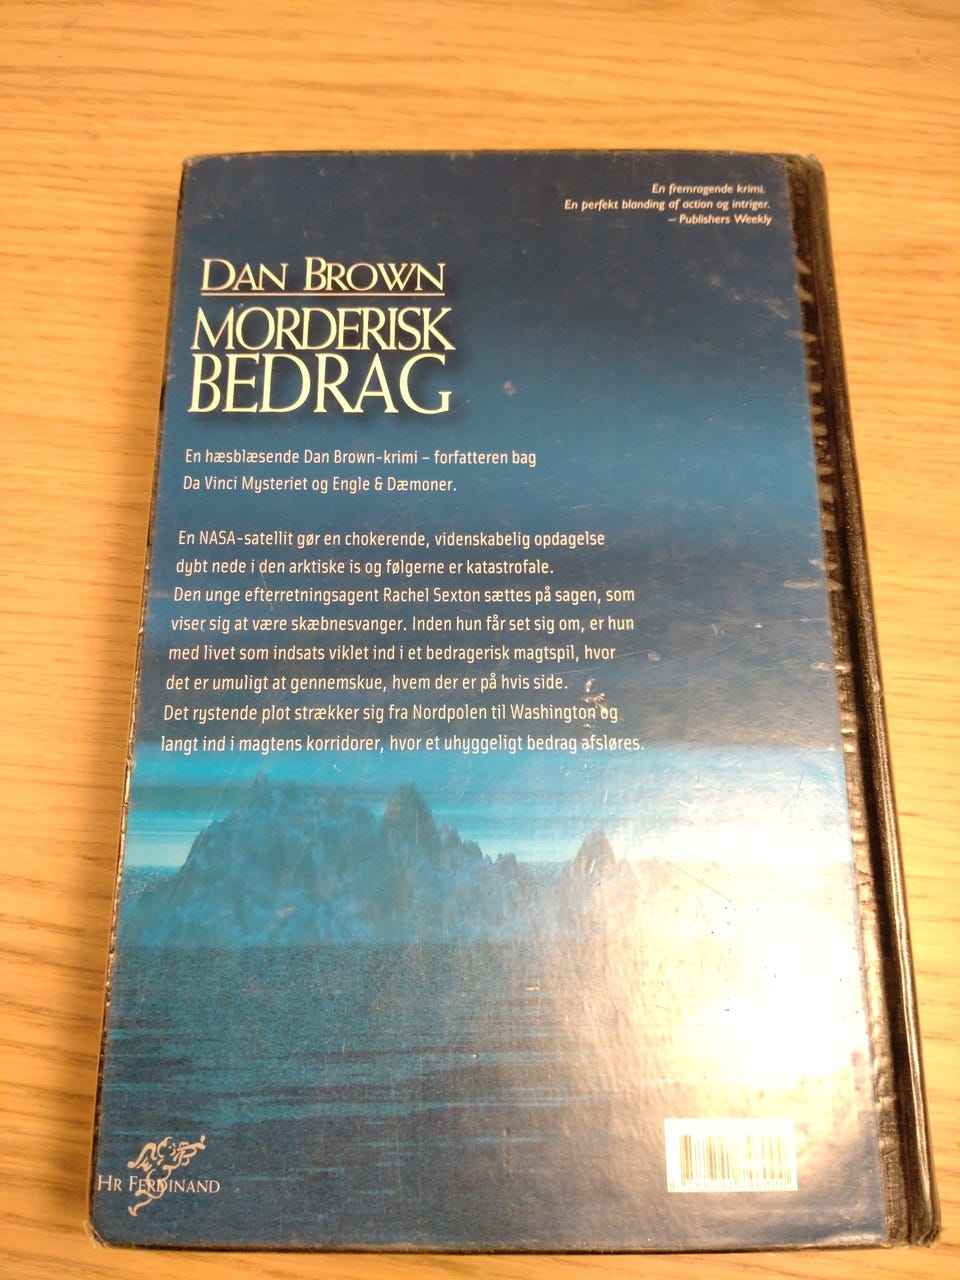 En fremragende krimi.
En perfekt blanding af action og intriger.
– Publishers Weekly
DAN BROWN
MORDERISK
BEDRAG
En hæsblæsende Dan Brown-krimi – forfatteren bag
Da Vinci Mysteriet og Engle & Dæmoner.
En NASA-satellit gør en chokerende, videnskabelig opdagelse
dybt nede i den arktiske is og følgerne er katastrofale.
Den unge efterretningsagent Rachel Sexton sættes på sagen, som
viser sig at være skæbnesvanger. Inden hun får set sig om, er hun
med livet som indsats viklet ind i et bedragerisk magtspil, hvor
det er umuligt at gennemskue, hvem der er på hvis side.
Det rystende plot strækker sig fra Nordpolen til Washington og
langt ind i magtens korridorer, hvor et uhyggeligt bedrag afsløres.
HR FERDINAND